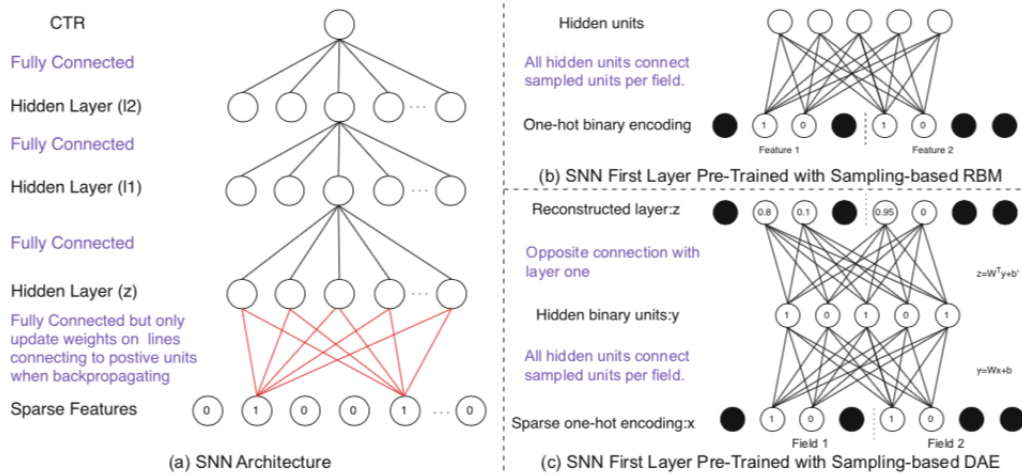 CTR
Fully Connected
Hidden Layer (l2)
...
Fully Connected
Hidden Layer (l1)
...
Fully Connected
Hidden Layer (z)
...
Fully Connected but only
update weights on lines
connecting to postive units
when backpropagating
Sparse Features
0 1 0 0 1 ... 0
(a) SNN Architecture
Hidden units
All hidden units connect
sampled units per field.
One-hot binary encoding
1 0 1 0
Feature 1 Feature 2
(b) SNN First Layer Pre-Trained with Sampling-based RBM
Reconstructed layer:z
0.8 0.1 0.95 0
Opposite connection with
layer one
z=W^Ty+b'
Hidden binary units:y
1 0 1 0 1
All hidden units connect
sampled units per field.
y=Wx+b
Sparse one-hot encoding:x
1 0 1 0
Field 1 Field 2
(c) SNN First Layer Pre-Trained with Sampling-based DAE